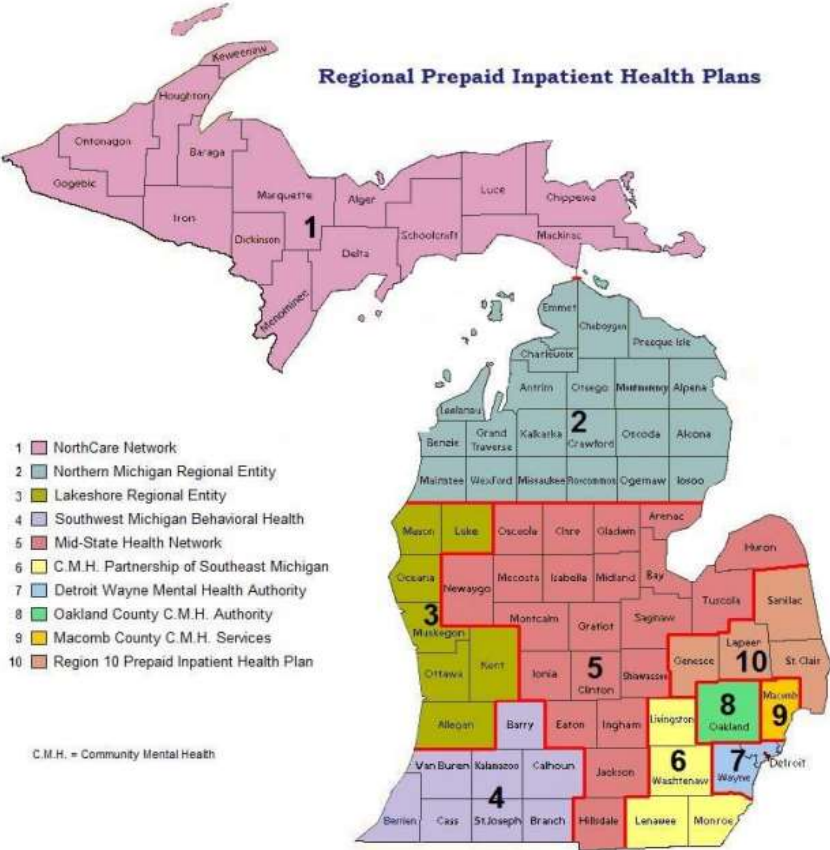 Regional Prepaid Inpatient Health Plans
Keweenaw
Houghton
Ontonagon
Baraga
Gogebic
Marquette
Alger
Luce
Chippewa
Iron
Dickinson
1
Schoolcraft
Mackinac
Delta
Menominee
Emmet
Cheboygan
Presque Isle
Charlevoix
Antrim
Otsego
Montmorency
Alpena
Leelanau
2
Benzie
Grand
Traverse
Kalkaska
Crawford
Oscoda
Alcona
Manistee
Wexford
Missaukee
Roscommon
Ogemaw
Iosco
1 NorthCare Network
2 Northern Michigan Regional Entity
3 Lakeshore Regional Entity
4 Southwest Michigan Behavioral Health
5 Mid-State Health Network
6 C.M.H. Partnership of Southeast Michigan
7 Detroit Wayne Mental Health Authority
8 Oakland County C.M.H. Authority
9 Macomb County C.M.H. Services
10 Region 10 Prepaid Inpatient Health Plan
C.M.H. = Community Mental Health
Mason
Lake
Osceola
Clare
Gladwin
Arenac
Huron
Oceana
Newaygo
Mecosta
Isabella
Midland
Bay
Tuscola
Sanilac
3
Muskegon
Montcalm
Gratiot
Saginaw
Lapeer
Ottawa
Kent
Ionia
5
Clinton
Shiawassee
Genesee
10
St. Clair
Allegan
Barry
Eaton
Ingham
Livingston
8
Oakland
Macomb
9
Van Buren
Kalamazoo
Calhoun
Jackson
6
Washtenaw
7
Wayne
Detroit
4
Berrien
Cass
St.Joseph
Branch
Hillsdale
Lenawee
Monroe